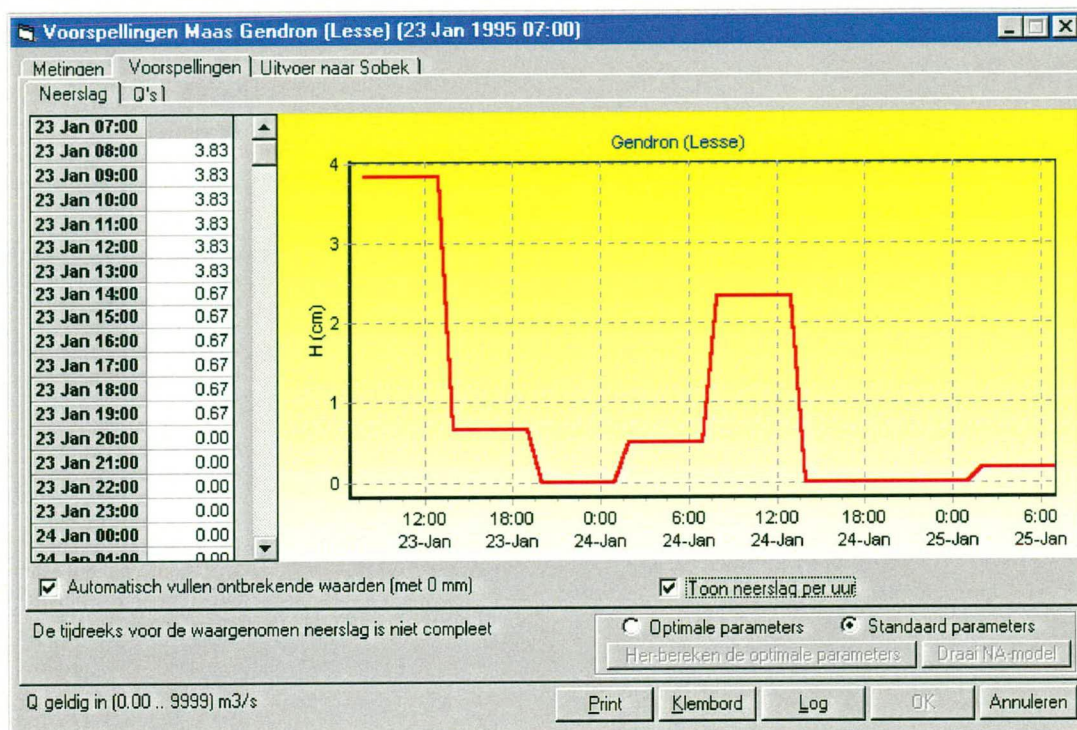 Voorspellingen Maas Gendron (Lesse) (23 Jan 1995 07:00)
Metingen Voorspellingen Uitvoer naar Sobek
Neerslag Q's
23 Jan 07:00
23 Jan 08:00 3.83
23 Jan 09:00 3.83
23 Jan 10:00 3.83
23 Jan 11:00 3.83
23 Jan 12:00 3.83
23 Jan 13:00 3.83
23 Jan 14:00 0.67
23 Jan 15:00 0.67
23 Jan 16:00 0.67
23 Jan 17:00 0.67
23 Jan 18:00 0.67
23 Jan 19:00 0.67
23 Jan 20:00 0.00
23 Jan 21:00 0.00
23 Jan 22:00 0.00
23 Jan 23:00 0.00
24 Jan 00:00 0.00
24 Jan 01:00 0.00
Gendron (Lesse)
H (cm)
4
3
2
1
0
12:00 18:00 0:00 6:00 12:00 18:00 0:00 6:00
23-Jan 23-Jan 24-Jan 24-Jan 24-Jan 24-Jan 25-Jan 25-Jan
Automatisch vullen ontbrekende waarden (met 0 mm) Toon neerslag per uur
De tijdreeks voor de waargenomen neerslag is niet compleet
Optimale parameters Standaard parameters
Her-bereken de optimale parameters Draai NA-model
Q geldig in (0.00 .. 9999) m3/s
Print Klembord Log OK Annuleren